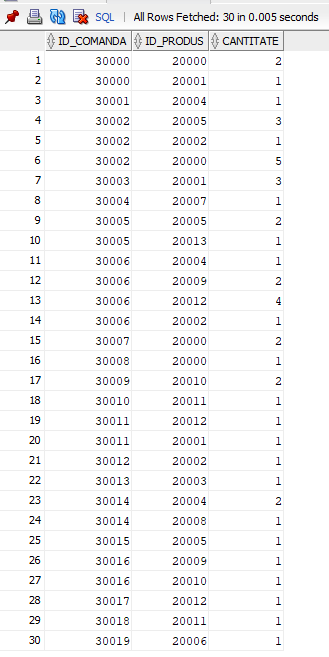 SQL | All Rows Fetched: 30 in 0.005 seconds
ID_COMANDA ID_PRODUS CANTITATE
1 30000 20000 2
2 30000 20001 1
3 30001 20004 1
4 30002 20005 3
5 30002 20002 1
6 30002 20000 5
7 30003 20001 3
8 30004 20007 1
9 30005 20005 2
10 30005 20013 1
11 30006 20004 1
12 30006 20009 2
13 30006 20012 4
14 30006 20002 1
15 30007 20000 2
16 30008 20000 1
17 30009 20010 2
18 30010 20011 1
19 30011 20012 1
20 30011 20001 1
21 30012 20002 1
22 30013 20003 1
23 30014 20004 2
24 30014 20008 1
25 30015 20005 1
26 30016 20009 1
27 30016 20010 1
28 30017 20012 1
29 30018 20011 1
30 30019 20006 1